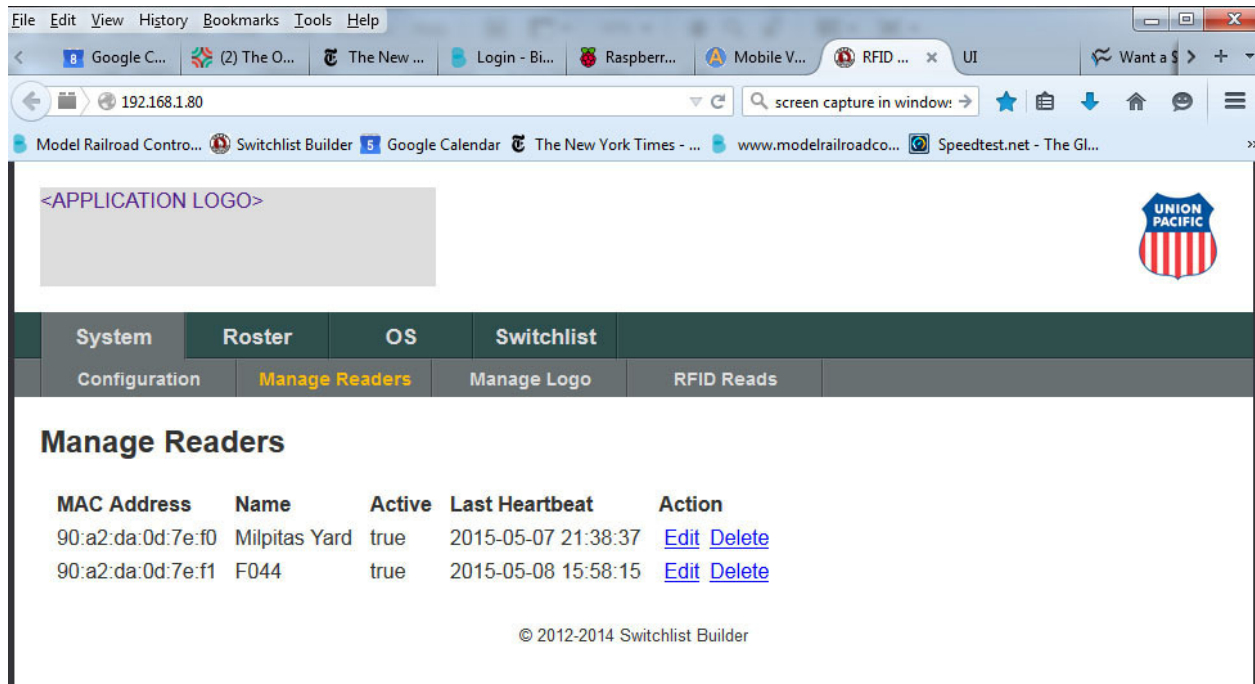 File Edit View History Bookmarks Tools Help
8 Google C... (2) The O... The New ... Login - Bi... Raspberr... Mobile V... RFID ... × UI Want a $
192.168.1.80 screen capture in window:
Model Railroad Contro... Switchlist Builder 5 Google Calendar The New York Times - ... www.modelrailroadco... Speedtest.net - The Gl...
<APPLICATION LOGO>
UNION
PACIFIC
System Roster OS Switchlist
Configuration Manage Readers Manage Logo RFID Reads
Manage Readers
MAC Address Name Active Last Heartbeat Action
90:a2:da:0d:7e:f0 Milpitas Yard true 2015-05-07 21:38:37 Edit Delete
90:a2:da:0d:7e:f1 F044 true 2015-05-08 15:58:15 Edit Delete
© 2012-2014 Switchlist Builder